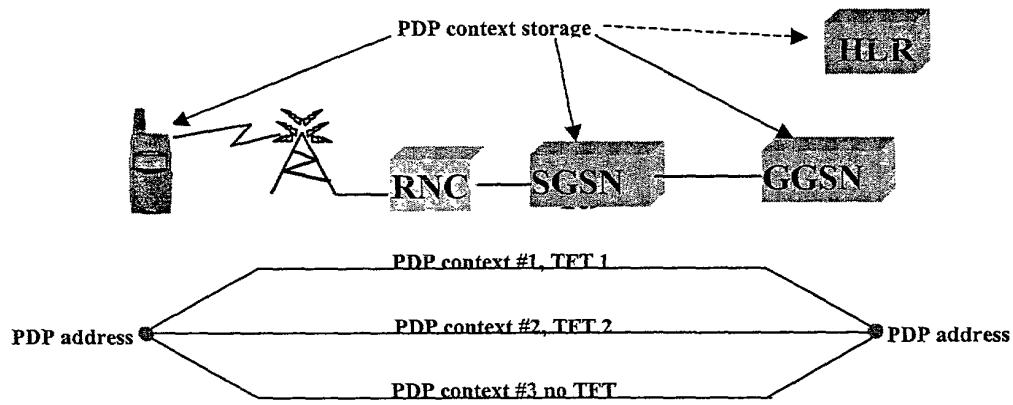 PDP context storage
HLR
RNC
SGSN
GGSN
PDP context #1, TFT 1
PDP address
PDP context #2, TFT 2
PDP address
PDP context #3 no TFT